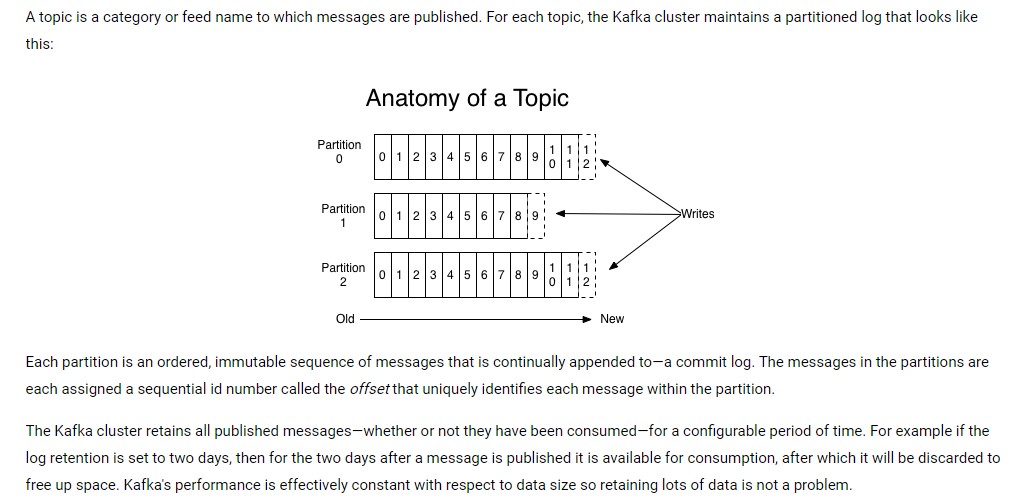 A topic is a category or feed name to which messages are published. For each topic, the Kafka cluster maintains a partitioned log that looks like
this:
Anatomy of a Topic
Partition
0
0 1 2 3 4 5 6 7 8 9 10 11 12
Partition
1
0 1 2 3 4 5 6 7 8 9
Writes
Partition
2
0 1 2 3 4 5 6 7 8 9 10 11 12
Old
New
Each partition is an ordered, immutable sequence of messages that is continually appended to—a commit log. The messages in the partitions are
each assigned a sequential id number called the offset that uniquely identifies each message within the partition.
The Kafka cluster retains all published messages—whether or not they have been consumed—for a configurable period of time. For example if the
log retention is set to two days, then for the two days after a message is published it is available for consumption, after which it will be discarded to
free up space. Kafka's performance is effectively constant with respect to data size so retaining lots of data is not a problem.